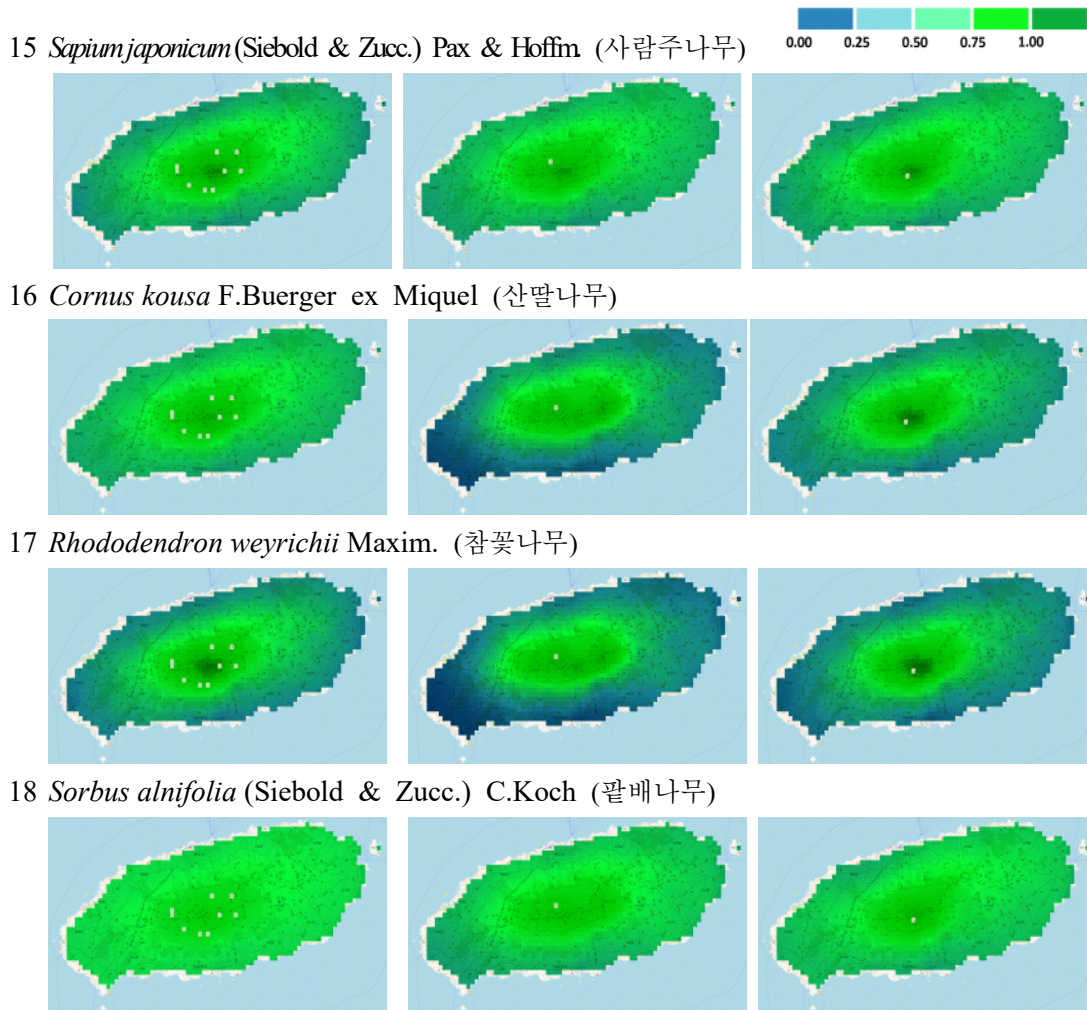 0.00 0.25 0.50 0.75 1.00
15 Sapium japonicum (Siebold & Zucc.) Pax & Hoffm. (사람주나무)
16 Cornus kousa F.Buerger ex Miquel (산딸나무)
17 Rhododendron weyrichii Maxim. (참꽃나무)
18 Sorbus alnifolia (Siebold & Zucc.) C.Koch (팥배나무)